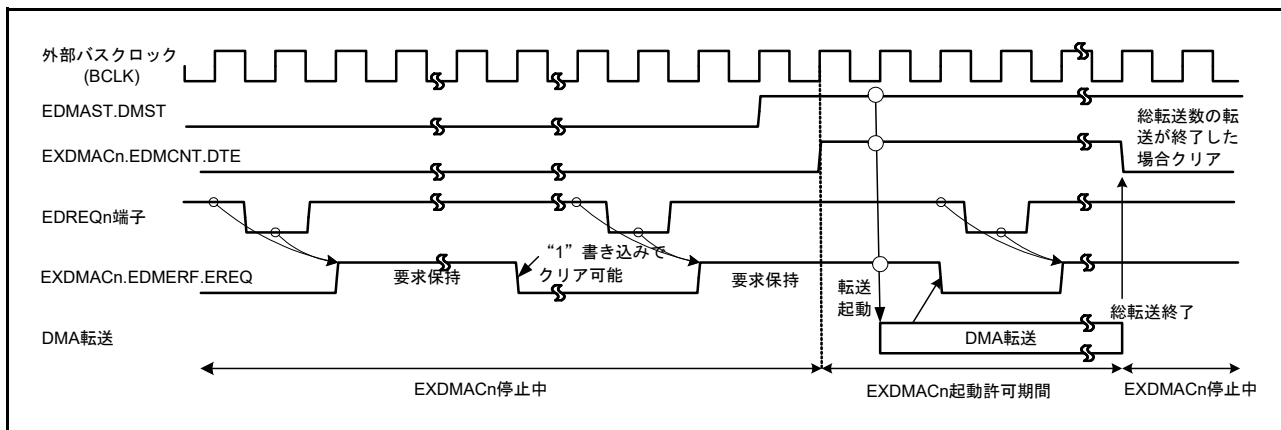 外部バスクロック
(BCLK)
EDMAST.DMST
総転送数の転
送が終了した
場合クリア
EXDMACn.EDMCNT.DTE
EDREQn端子
“1”書き込みで
クリア可能
EXDMACn.EDMERF.EREQ
要求保持
要求保持
転送
起動
総転送終了
DMA転送
DMA転送
EXDMACn停止中
EXDMACn起動許可期間
EXDMACn停止中